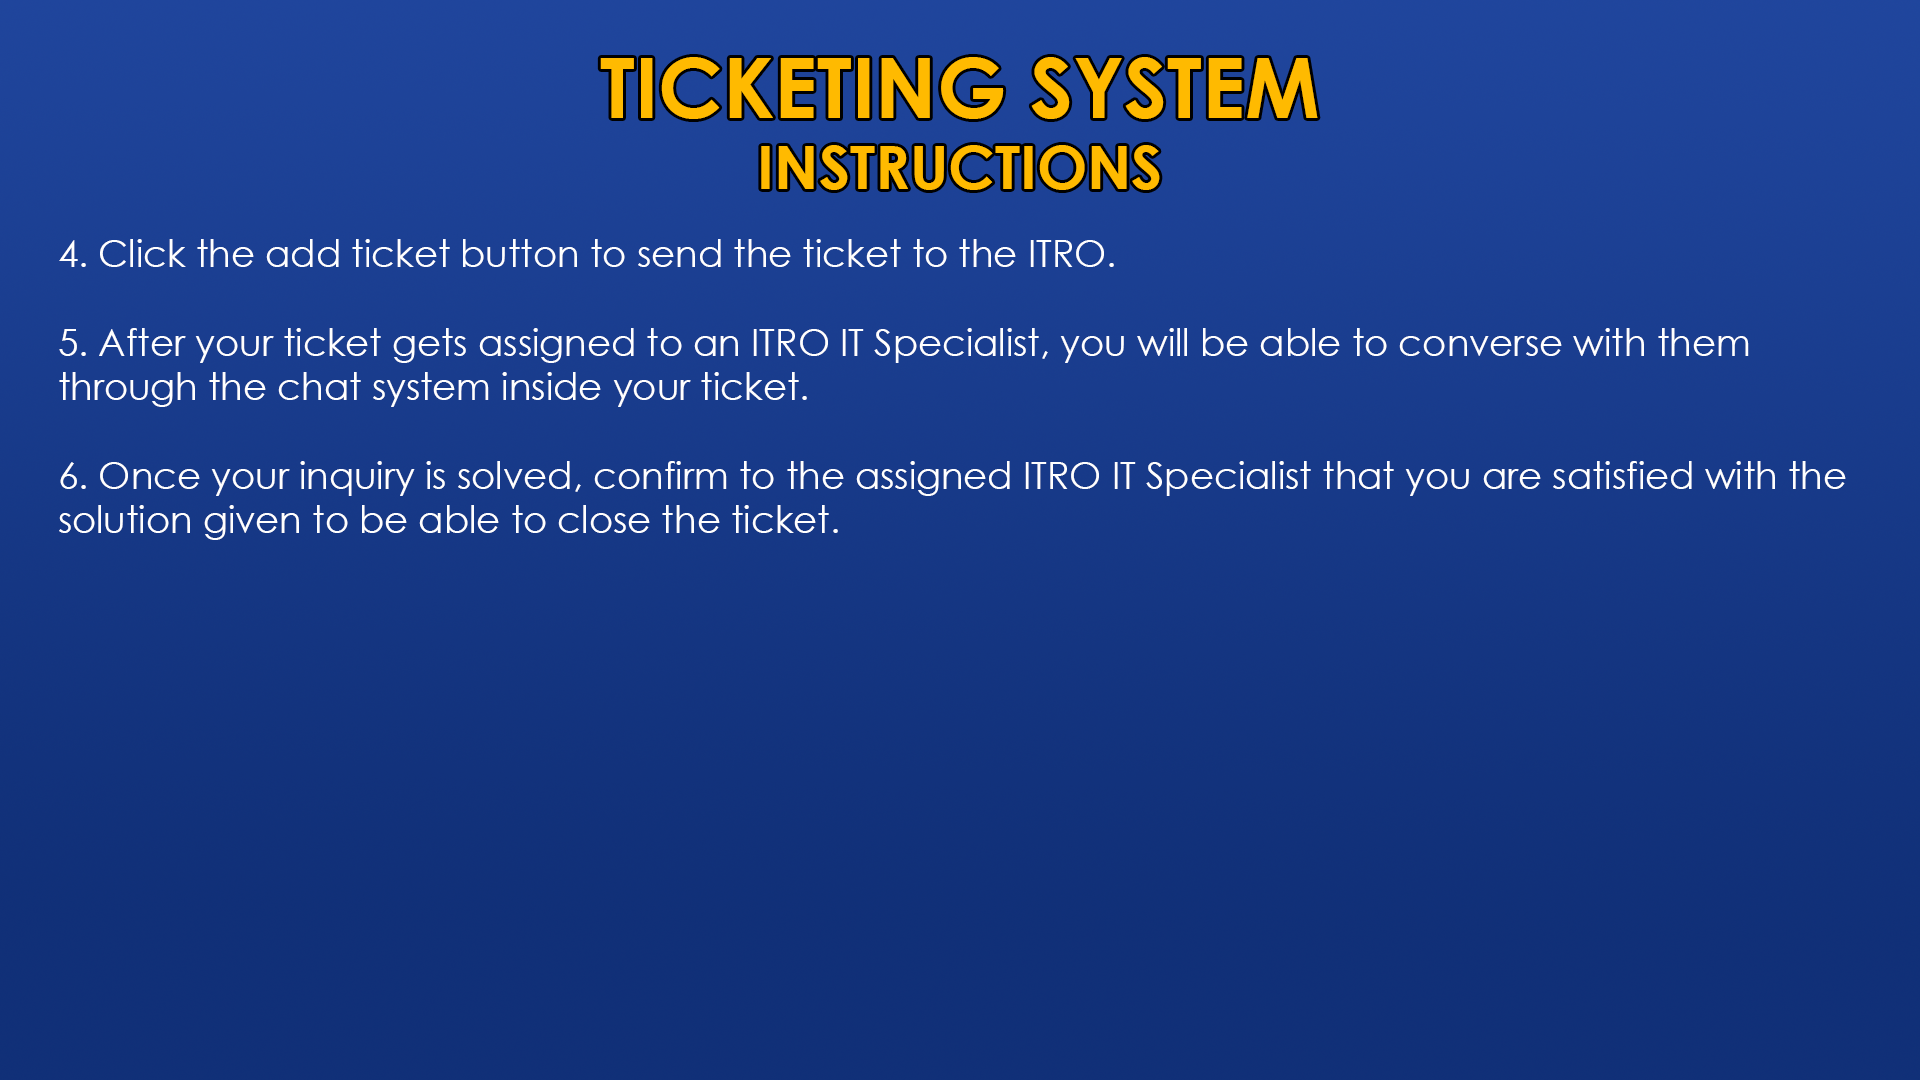 TICKETING SYSTEM
INSTRUCTIONS
4. Click the add ticket button to send the ticket to the ITRO.
5. After your ticket gets assigned to an ITRO IT Specialist, you will be able to converse with them
through the chat system inside your ticket.
6. Once your inquiry is solved, confirm to the assigned ITRO IT Specialist that you are satisfied with the
solution given to be able to close the ticket.